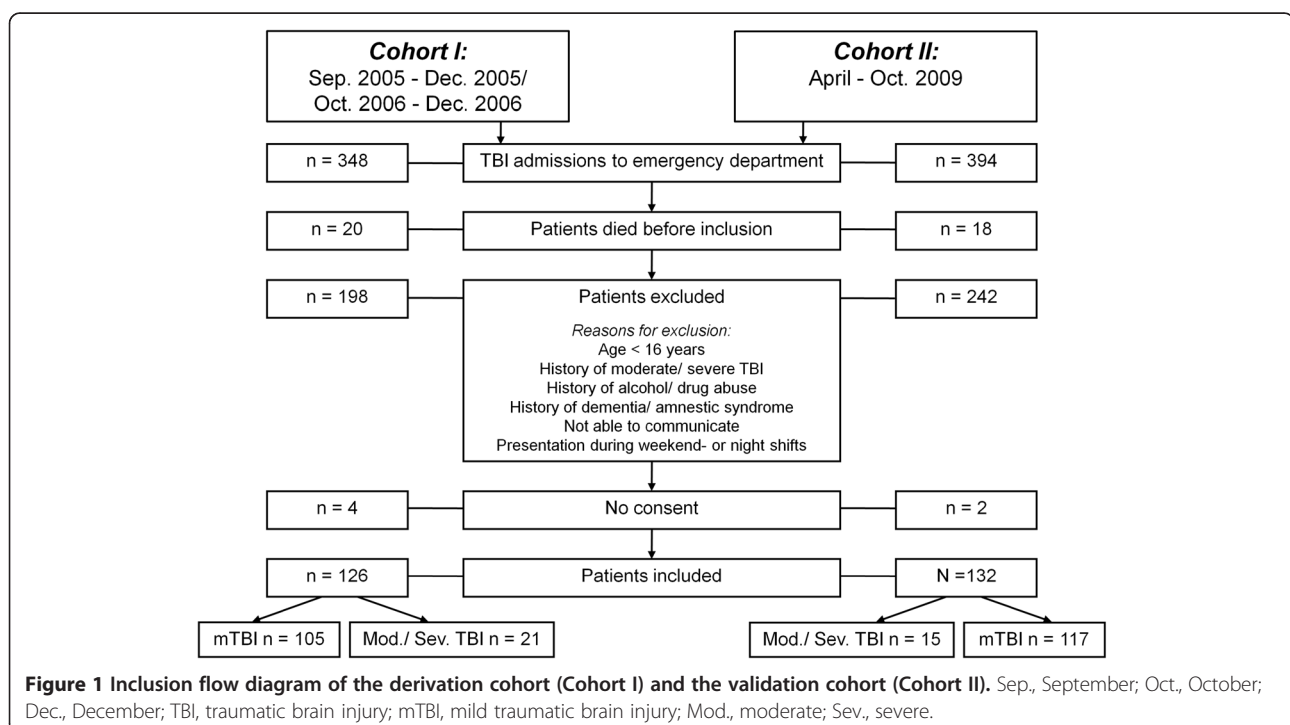 Cohort I:
Sep. 2005 - Dec. 2005/
Oct. 2006 - Dec. 2006
Cohort II:
April - Oct. 2009
n = 348
TBI admissions to emergency department
n = 394
n = 20
Patients died before inclusion
n = 18
n = 198
Patients excluded
n = 242
Reasons for exclusion:
Age < 16 years
History of moderate/ severe TBI
History of alcohol/ drug abuse
History of dementia/ amnestic syndrome
Not able to communicate
Presentation during weekend- or night shifts
n = 4
No consent
n = 2
n = 126
Patients included
N =132
mTBI n = 105
Mod./ Sev. TBI n = 21
Mod./ Sev. TBI n = 15
mTBI n = 117
Figure 1 Inclusion flow diagram of the derivation cohort (Cohort I) and the validation cohort (Cohort II). Sep., September; Oct., October;
Dec., December; TBI, traumatic brain injury; mTBI, mild traumatic brain injury; Mod., moderate; Sev., severe.